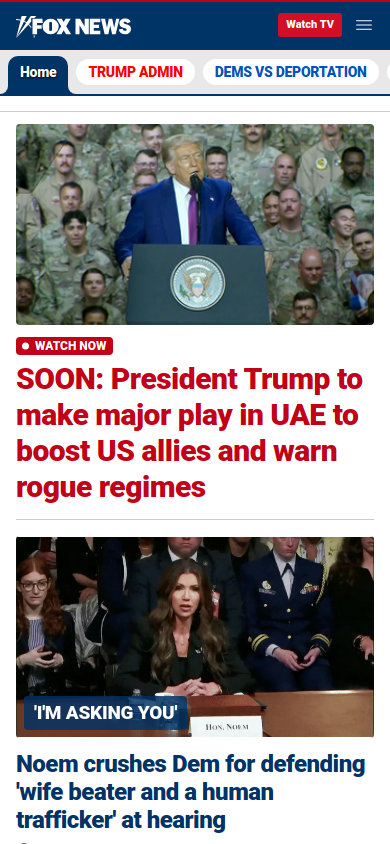 FOX NEWS
Watch TV
Home
TRUMP ADMIN
DEMS VS DEPORTATION
WATCH NOW
SOON: President Trump to
make major play in UAE to
boost US allies and warn
rogue regimes
'I'M ASKING YOU'
HON. NOEM
Noem crushes Dem for defending
'wife beater and a human
trafficker' at hearing